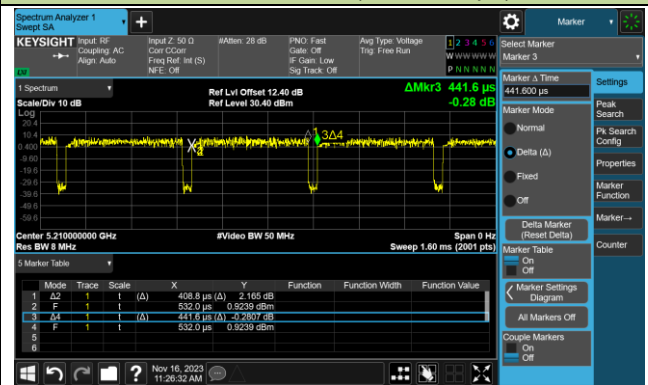 Spectrum Analyzer 1
Swept SA
Marker
KEYSIGHT
Input: RF
Coupling: AC
Align: Auto
Input Z: 50 Ω
Corr CCorr
Freq Ref: Int (S)
NFE: Off
#Atten: 28 dB
PNO: Fast
Gate: Off
IF Gain: Low
Sig Track: Off
Avg Type: Voltage
Trig: Free Run
1 2 3 4 5 6
W W W W W W
P N N N N N
Select Marker
Marker 3
1 Spectrum
Scale/Div 10 dB
Ref Lvl Offset 12.40 dB
Ref Level 30.40 dBm
ΔMkr3 441.6 µs
-0.28 dB
Log
20.4
10.4
0.400
-9.60
-19.6
-29.6
-39.6
-49.6
-59.6
3Δ4
Center 5.210000000 GHz
Res BW 8 MHz
#Video BW 50 MHz
Span 0 Hz
Sweep 1.60 ms (2001 pts)
Marker Δ Time
441.600 µs
Marker Mode
Normal
Delta (Δ)
Fixed
Off
Delta Marker
(Reset Delta)
Marker Table
On
Off
Marker Settings
Diagram
All Markers Off
Couple Markers
On
Off
Settings
Peak
Search
Pk Search
Config
Properties
Marker
Function
Marker→
Counter
5 Marker Table
Mode Trace Scale X Y Function Function Width Function Value
1 Δ2 1 t (Δ) 408.8 µs (Δ) 2.165 dB
2 F 1 t 532.0 µs 0.9239 dBm
3 Δ4 1 t (Δ) 441.6 µs (Δ) -0.2807 dB
4 F 1 t 532.0 µs 0.9239 dBm
5
6
Nov 16, 2023
11:26:32 AM